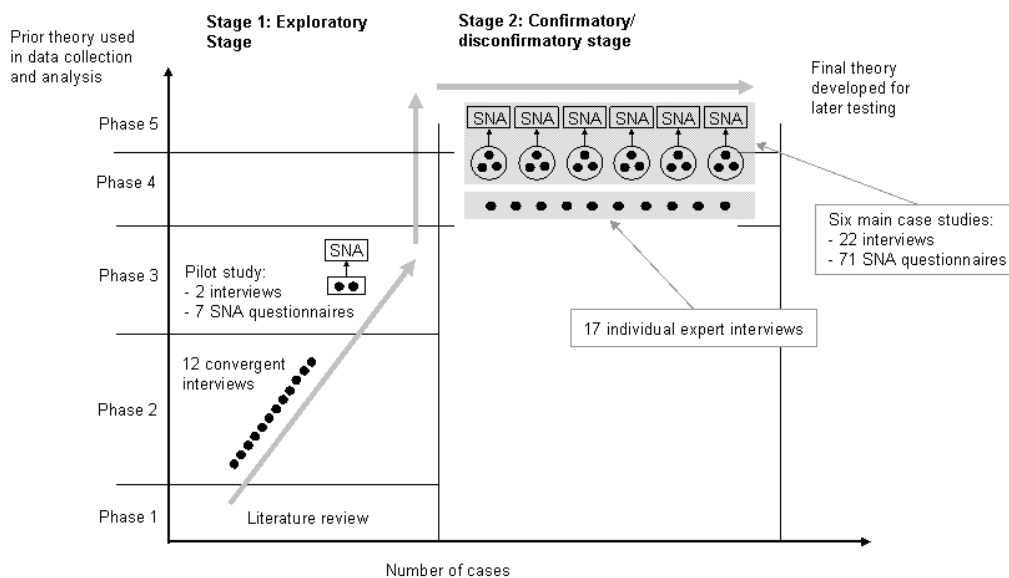 Stage 1: Exploratory
Stage
Stage 2: Confirmatory/
disconfirmatory stage
Prior theory used
in data collection
and analysis
Final theory
developed for
later testing
Phase 5
SNA
SNA
SNA
SNA
SNA
SNA
Phase 4
Six main case studies:
- 22 interviews
- 71 SNA questionnaires
Phase 3
SNA
Pilot study:
- 2 interviews
- 7 SNA questionnaires
17 individual expert interviews
12 convergent
interviews
Phase 2
Phase 1
Literature review
Number of cases